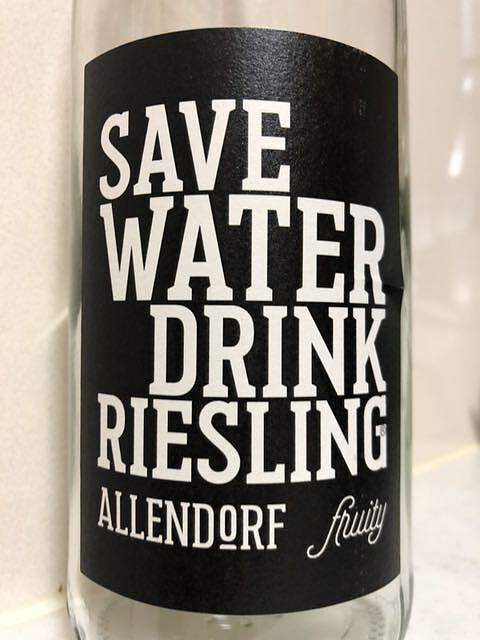 SAVE
WATER
DRINK
RIESLING®
ALLENDORF fruity